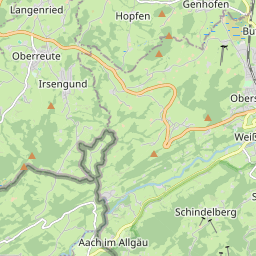 Langenried
Hopfen
Genhofen
Bu
Oberreute
Irsengund
Obers
Weiß
Schindelberg
Aach im Allgäu